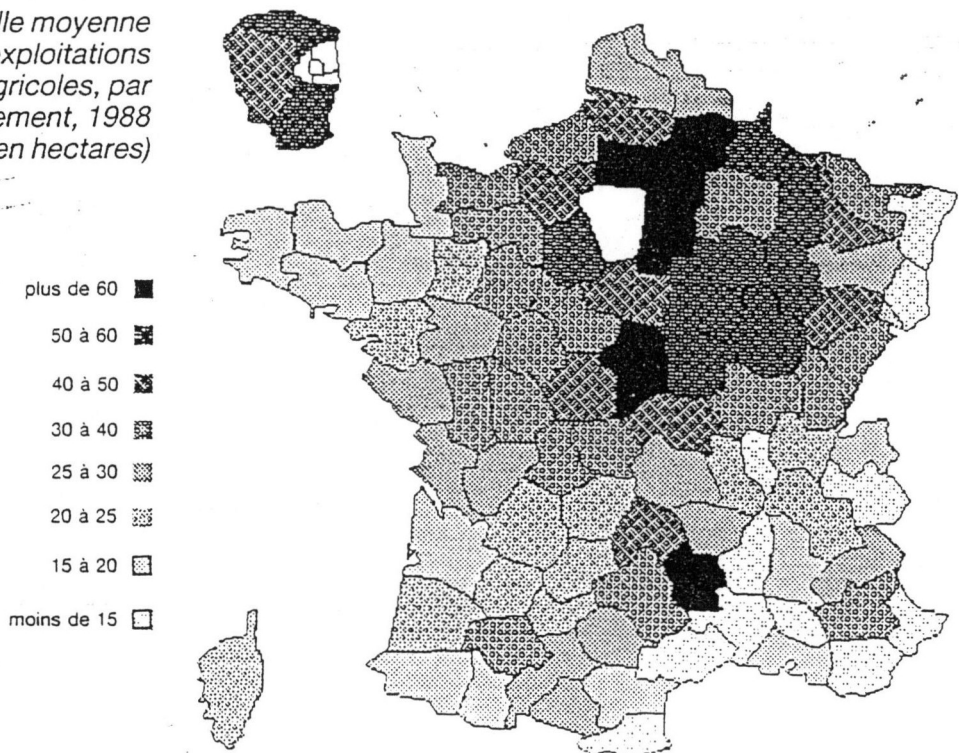 lle moyenne
exploitations
gricoles, par
ement, 1988
en hectares)
plus de 60
50 à 60
40 à 50
30 à 40
25 à 30
20 à 25
15 à 20
moins de 15